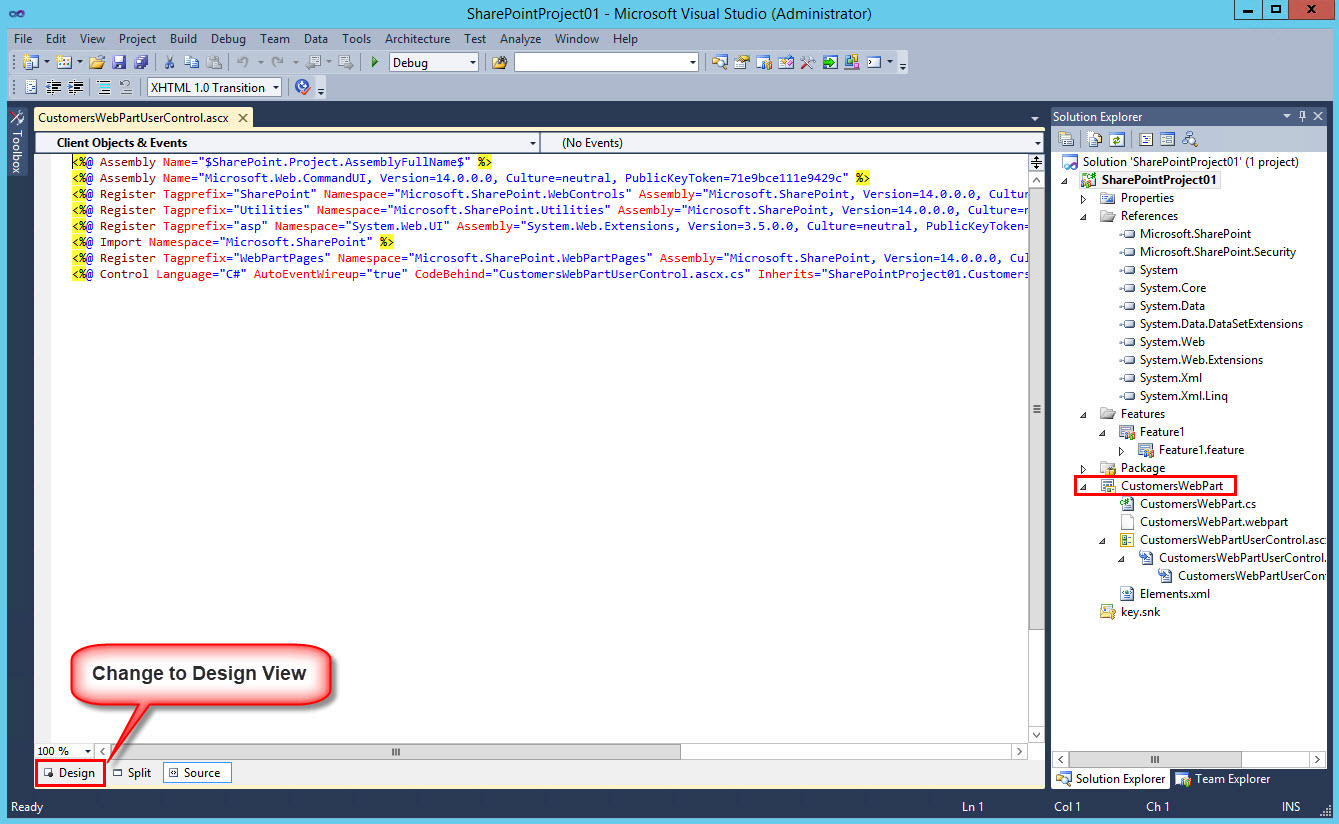 SharePointProject01 - Microsoft Visual Studio (Administrator)
File Edit View Project Build Debug Team Data Tools Architecture Test Analyze Window Help
Debug
XHTML 1.0 Transition
Toolbox
CustomersWebPartUserControl.ascx
Client Objects & Events (No Events)
<%@ Assembly Name="$SharePoint.Project.AssemblyFullName$" %>
<%@ Assembly Name="Microsoft.Web.CommandUI, Version=14.0.0.0, Culture=neutral, PublicKeyToken=71e9bce111e9429c" %>
<%@ Register Tagprefix="SharePoint" Namespace="Microsoft.SharePoint.WebControls" Assembly="Microsoft.SharePoint, Version=14.0.0.0, Cultu
<%@ Register Tagprefix="Utilities" Namespace="Microsoft.SharePoint.Utilities" Assembly="Microsoft.SharePoint, Version=14.0.0.0, Culture=n
<%@ Register Tagprefix="asp" Namespace="System.Web.UI" Assembly="System.Web.Extensions, Version=3.5.0.0, Culture=neutral, PublicKeyToken=
<%@ Import Namespace="Microsoft.SharePoint" %>
<%@ Register Tagprefix="WebPartPages" Namespace="Microsoft.SharePoint.WebPartPages" Assembly="Microsoft.SharePoint, Version=14.0.0.0, Cul
<%@ Control Language="C#" AutoEventWireup="true" CodeBehind="CustomersWebPartUserControl.ascx.cs" Inherits="SharePointProject01.Customers
Change to Design View
100 %
Design Split Source
Solution Explorer
Solution 'SharePointProject01' (1 project)
SharePointProject01
Properties
References
Microsoft.SharePoint
Microsoft.SharePoint.Security
System
System.Core
System.Data
System.Data.DataSetExtensions
System.Web
System.Web.Extensions
System.Xml
System.Xml.Linq
Features
Feature1
Feature1.feature
Package
CustomersWebPart
CustomersWebPart.cs
CustomersWebPart.webpart
CustomersWebPartUserControl.asc
CustomersWebPartUserControl.
CustomersWebPartUserCon
Elements.xml
key.snk
Solution Explorer Team Explorer
Ready Ln 1 Col 1 Ch 1 INS